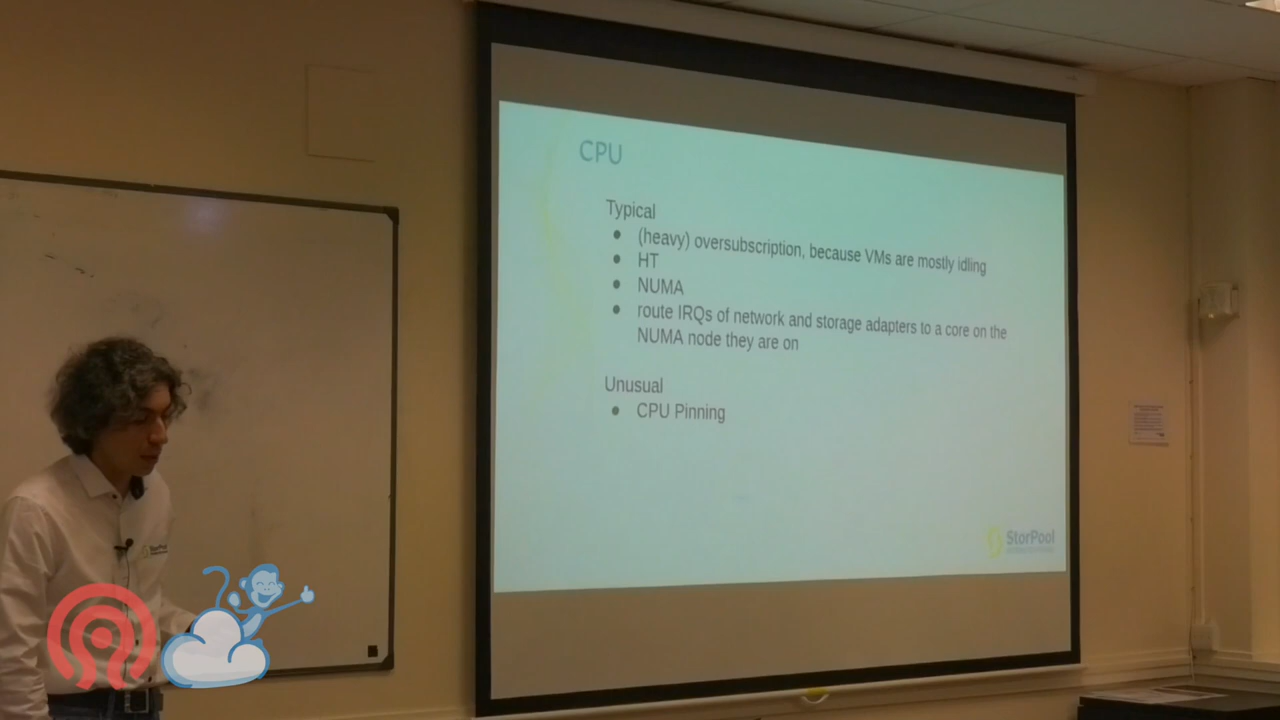 CPU
Typical
● (heavy) oversubscription, because VMs are mostly idling
● HT
● NUMA
● route IRQs of network and storage adapters to a core on the
NUMA node they are on
Unusual
● CPU Pinning
StorPool
StorPool